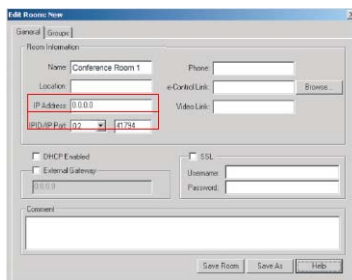 Edit Room: New
General Groups
Room Information
Name: Conference Room 1
Phone:
Location:
e-Control Link:
Browse...
IP Address: 0.0.0.0
Video Link:
IPID/IP Port: 02 41794
DHCP Enabled
SSL
External Gateway
Username:
0.0.0.0
Password:
Comment
Save Room Save As Help